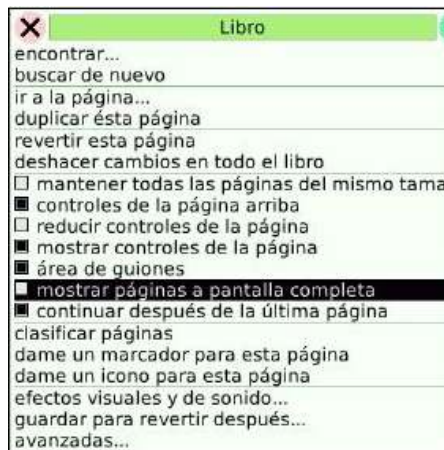 Libro
encontrar...
buscar de nuevo
ir a la página...
duplicar ésta página
revertir esta página
deshacer cambios en todo el libro
mantener todas las páginas del mismo tama
controles de la página arriba
reducir controles de la página
mostrar controles de la página
área de guiones
mostrar páginas a pantalla completa
continuar después de la última página
clasificar páginas
dame un marcador para esta página
dame un icono para esta página
efectos visuales y de sonido...
guardar para revertir después...
avanzadas...